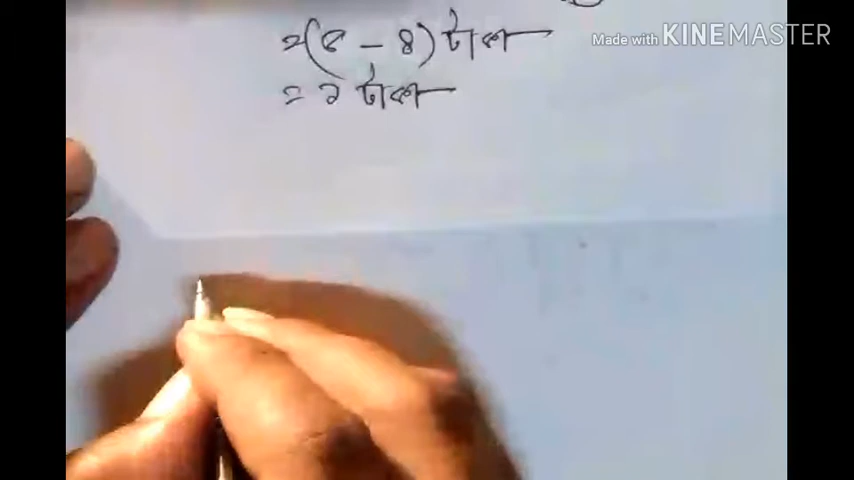 = (৫ – ৪) টাকা
Made with KINEMASTER
= ১ টাকা